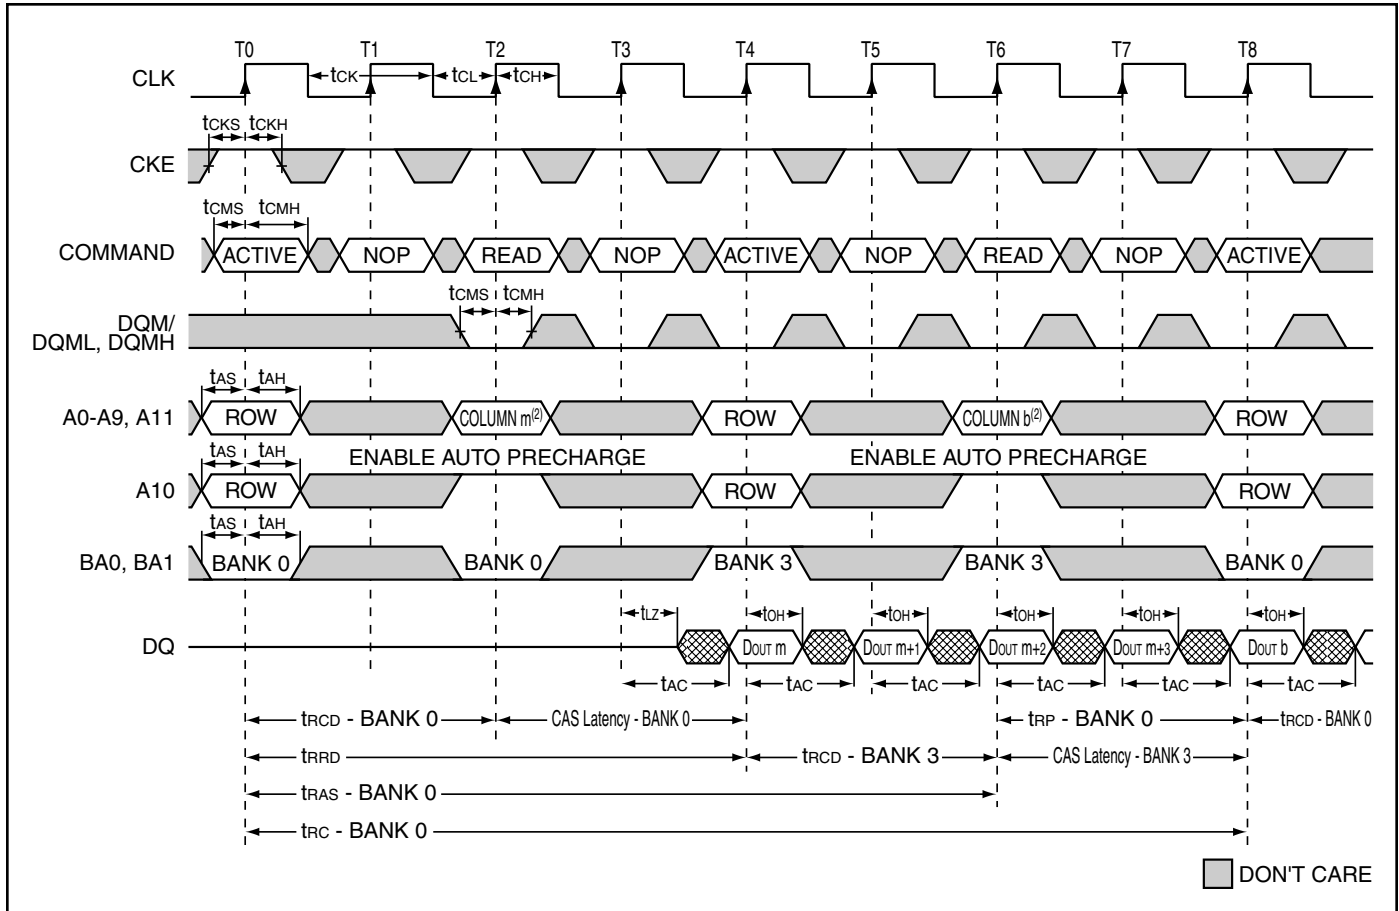 T0 T1 T2 T3 T4 T5 T6 T7 T8
CLK
tCK tCL tCH
tCKS tCKH
CKE
tCMS tCMH
COMMAND ACTIVE NOP READ NOP ACTIVE NOP READ NOP ACTIVE
tCMS tCMH
DQM/
DQML, DQMH
tAS tAH
A0-A9, A11 ROW COLUMN m(2) ROW COLUMN b(2) ROW
tAS tAH ENABLE AUTO PRECHARGE ENABLE AUTO PRECHARGE
A10 ROW ROW ROW
tAS tAH
BA0, BA1 BANK 0 BANK 0 BANK 3 BANK 3 BANK 0
tLZ tOH tOH tOH tOH tOH
DQ DOUT m DOUT m+1 DOUT m+2 DOUT m+3 DOUT b
tAC tAC tAC tAC tAC tAC
tRCD - BANK 0 CAS Latency - BANK 0 tRP - BANK 0 tRCD - BANK 0
tRRD tRCD - BANK 3 CAS Latency - BANK 3
tRAS - BANK 0
tRC - BANK 0
DON'T CARE